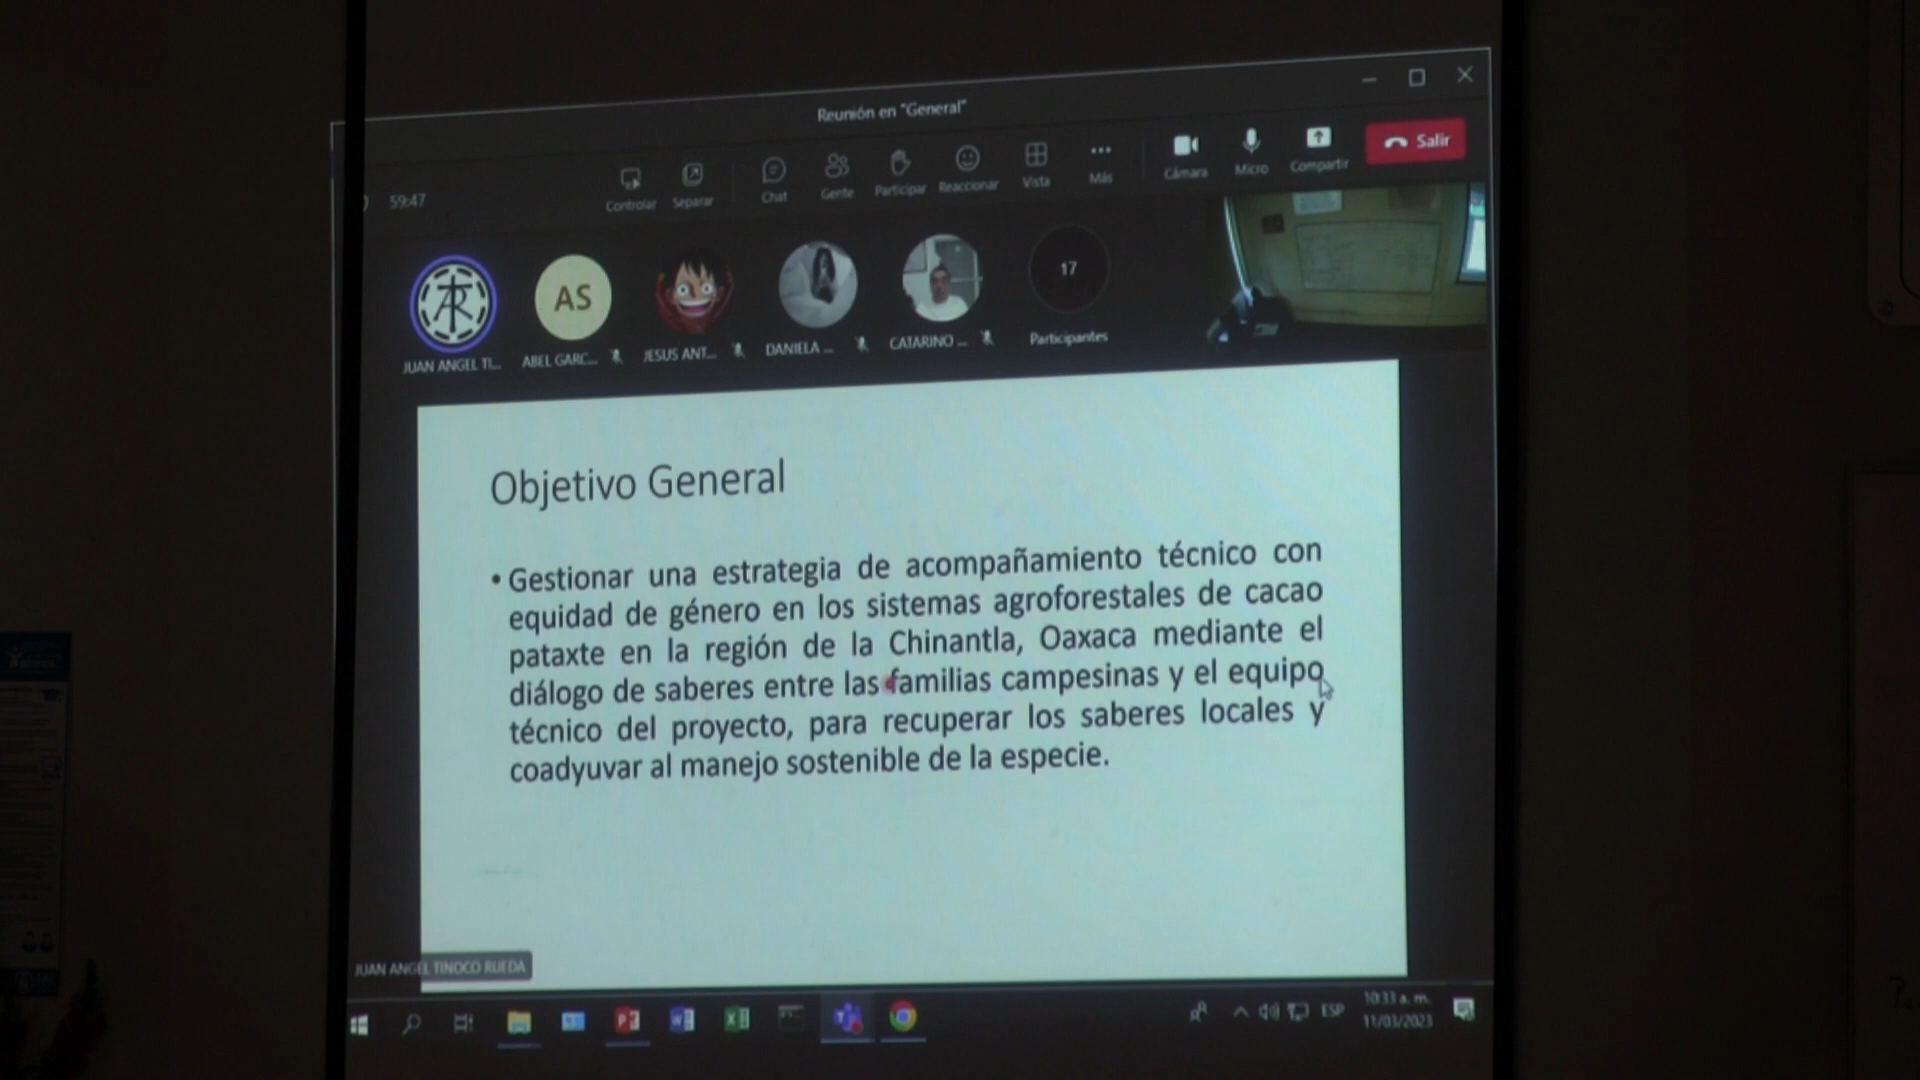 Reunión en "General"
59:47
Controlar
Separar
Chat
Gente
Participar
Reaccionar
Vista
Más
Cámara
Micro
Compartir
Salir
AS
17
JUAN ANGEL TI...
ABEL GARC...
JESUS ANT...
DANIELA ...
CATARINO ...
Participantes
Objetivo General
• Gestionar una estrategia de acompañamiento técnico con
equidad de género en los sistemas agroforestales de cacao
pataxte en la región de la Chinantla, Oaxaca mediante el
diálogo de saberes entre las familias campesinas y el equipo
técnico del proyecto, para recuperar los saberes locales y
coadyuvar al manejo sostenible de la especie.
JUAN ANGEL TINOCO RUEDA
ESP
10:33 a. m.
11/03/2023